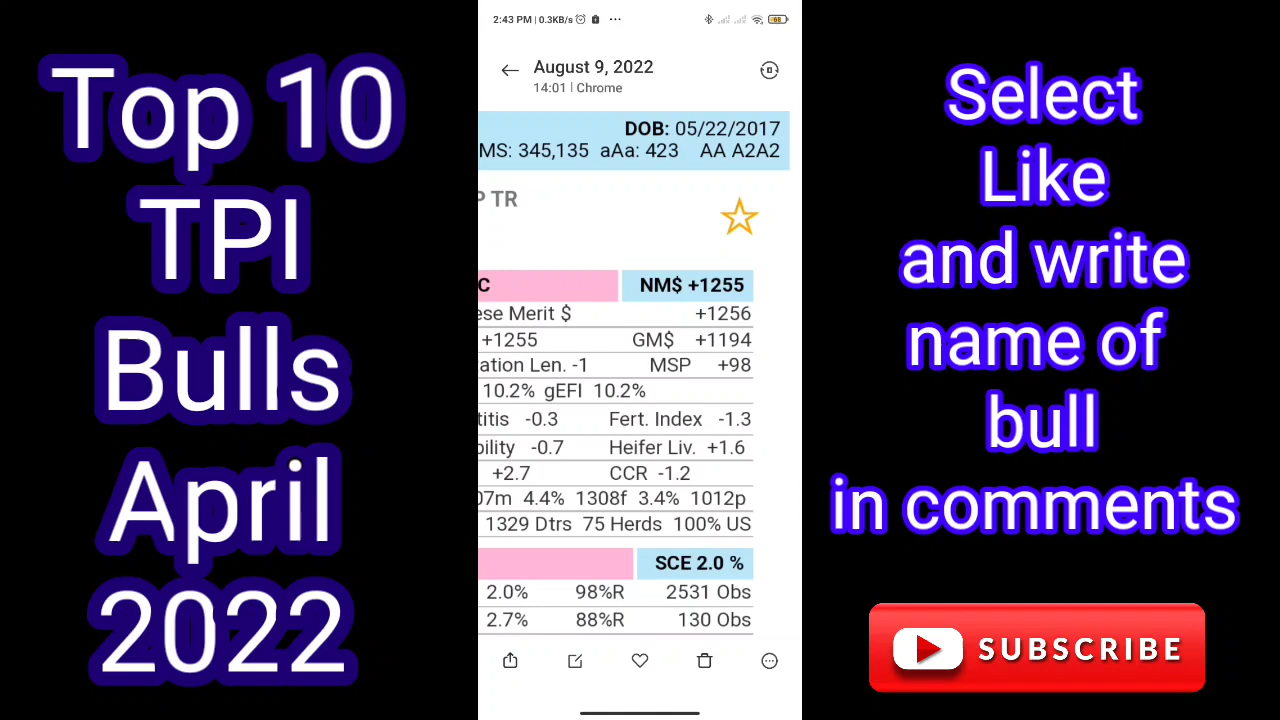 Top 10
TPI
Bulls
April
2022
2:43 PM | 0.3KB/s
68
August 9, 2022
14:01 | Chrome
DOB: 05/22/2017
MS: 345,135 aAa: 423 AA A2A2
P TR
C NM$ +1255
ese Merit $ +1256
+1255 GM$ +1194
ation Len. -1 MSP +98
10.2% gEFI 10.2%
titis -0.3 Fert. Index -1.3
bility -0.7 Heifer Liv. +1.6
+2.7 CCR -1.2
07m 4.4% 1308f 3.4% 1012p
1329 Dtrs 75 Herds 100% US
SCE 2.0 %
2.0% 98%R 2531 Obs
2.7% 88%R 130 Obs
Select
Like
and write
name of
bull
in comments
SUBSCRIBE